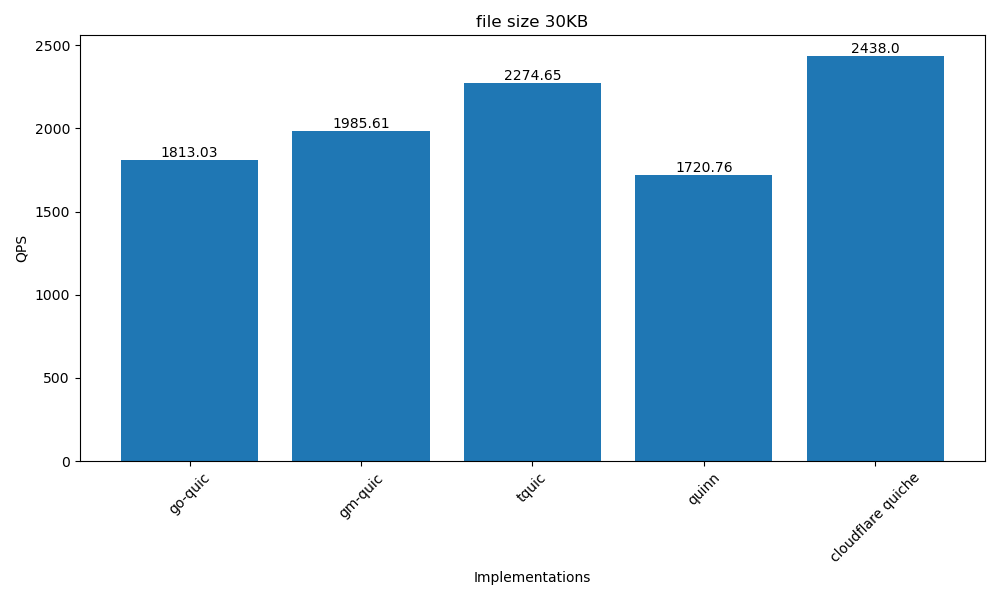 file size 30KB
2500
2000
1500
1000
500
0
QPS
1813.03
1985.61
2274.65
1720.76
2438.0
go-quic
gm-quic
tquic
quinn
cloudflare quiche
Implementations